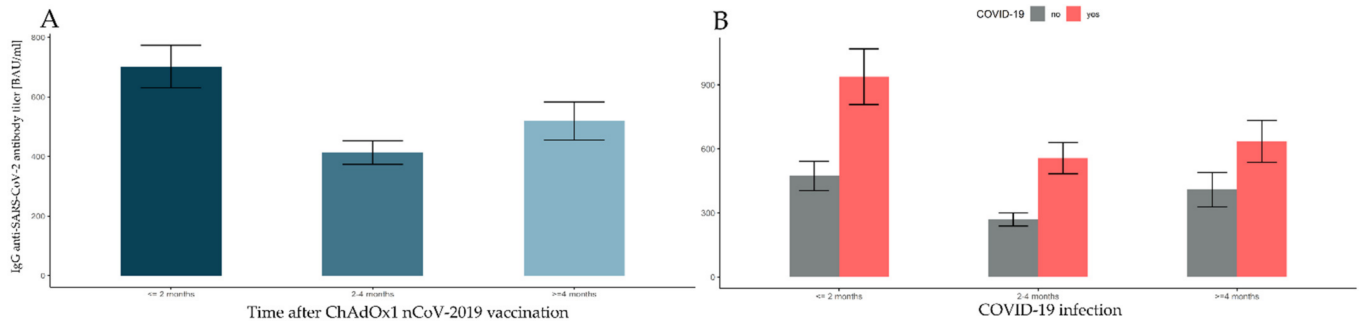 A
IgG anti-SARS-CoV-2 antibody titer [BAU/ml]
800
600
400
200
0
<= 2 months 2-4 months >=4 months
Time after ChAdOx1 nCoV-2019 vaccination
B
COVID-19 no yes
900
600
300
0
<= 2 months 2-4 months >=4 months
COVID-19 infection